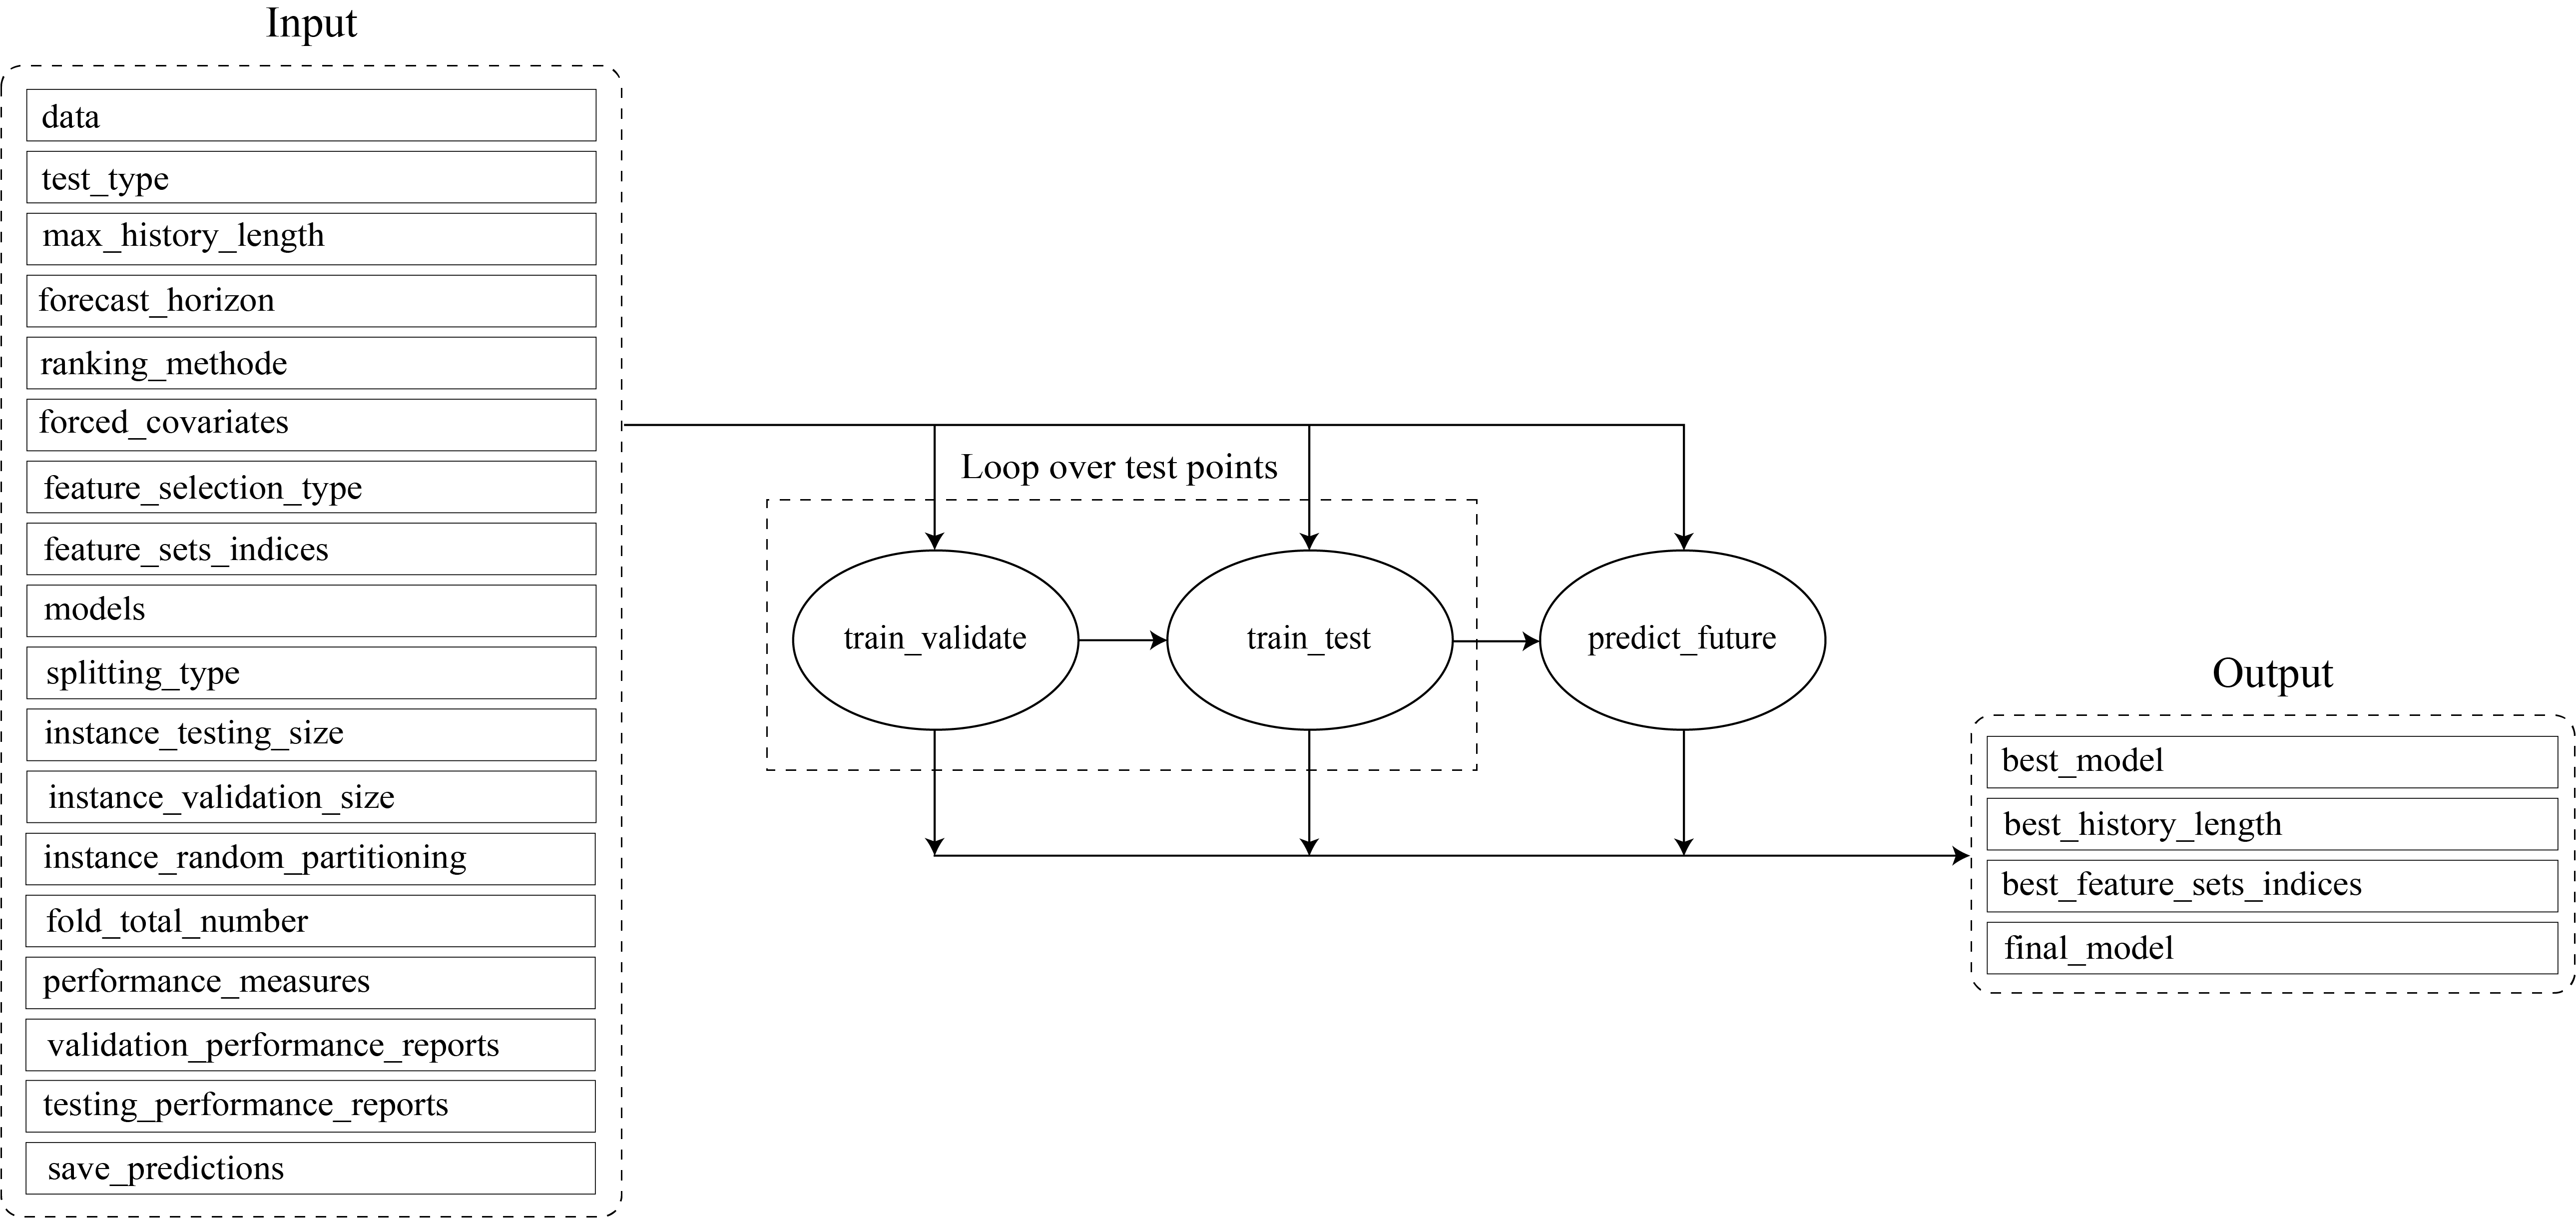 Input
data
test_type
max_history_length
forecast_horizon
ranking_methode
forced_covariates
feature_selection_type
feature_sets_indices
models
splitting_type
instance_testing_size
instance_validation_size
instance_random_partitioning
fold_total_number
performance_measures
validation_performance_reports
testing_performance_reports
save_predictions
Loop over test points
train_validate
train_test
predict_future
Output
best_model
best_history_length
best_feature_sets_indices
final_model